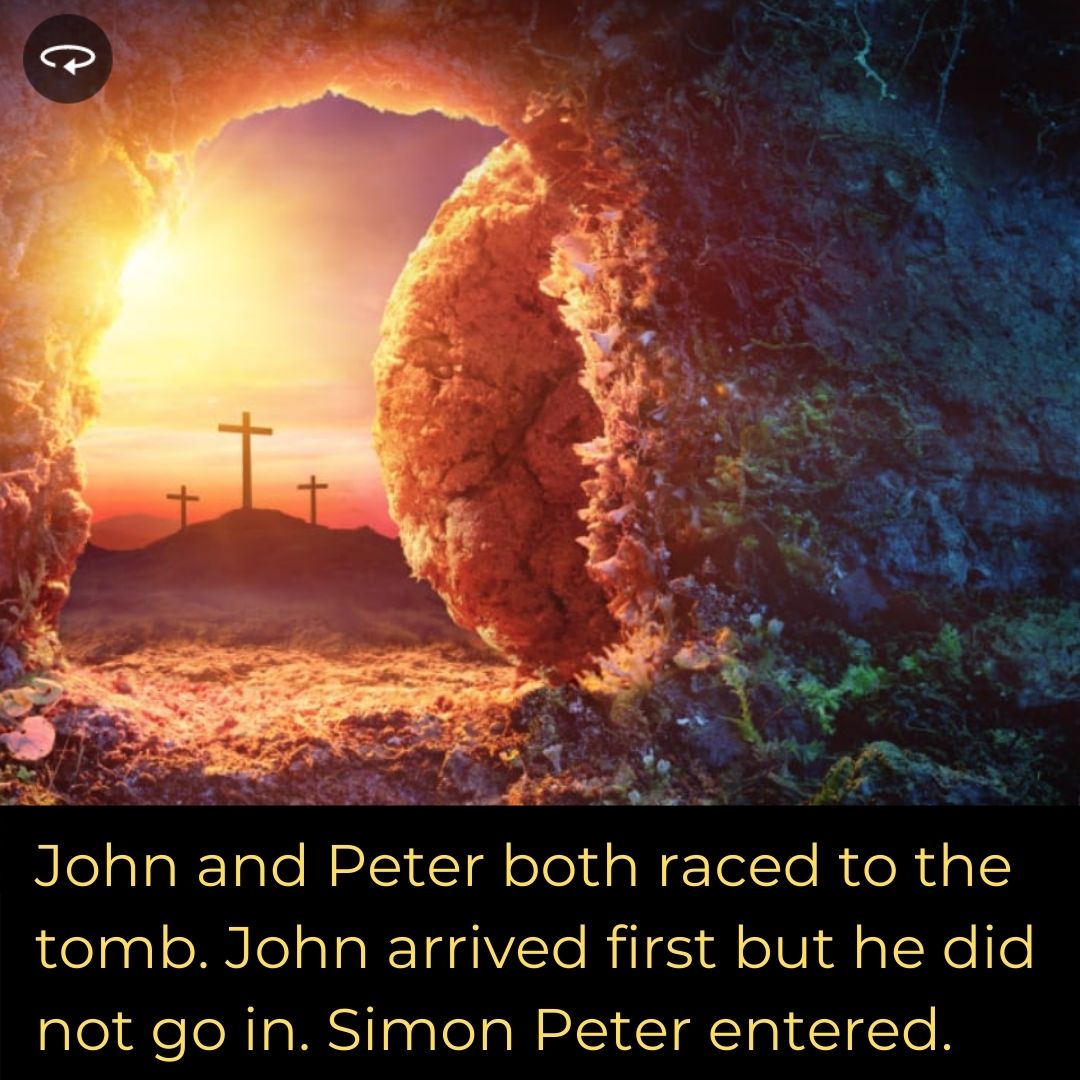 John and Peter both raced to the
tomb. John arrived first but he did
not go in. Simon Peter entered.